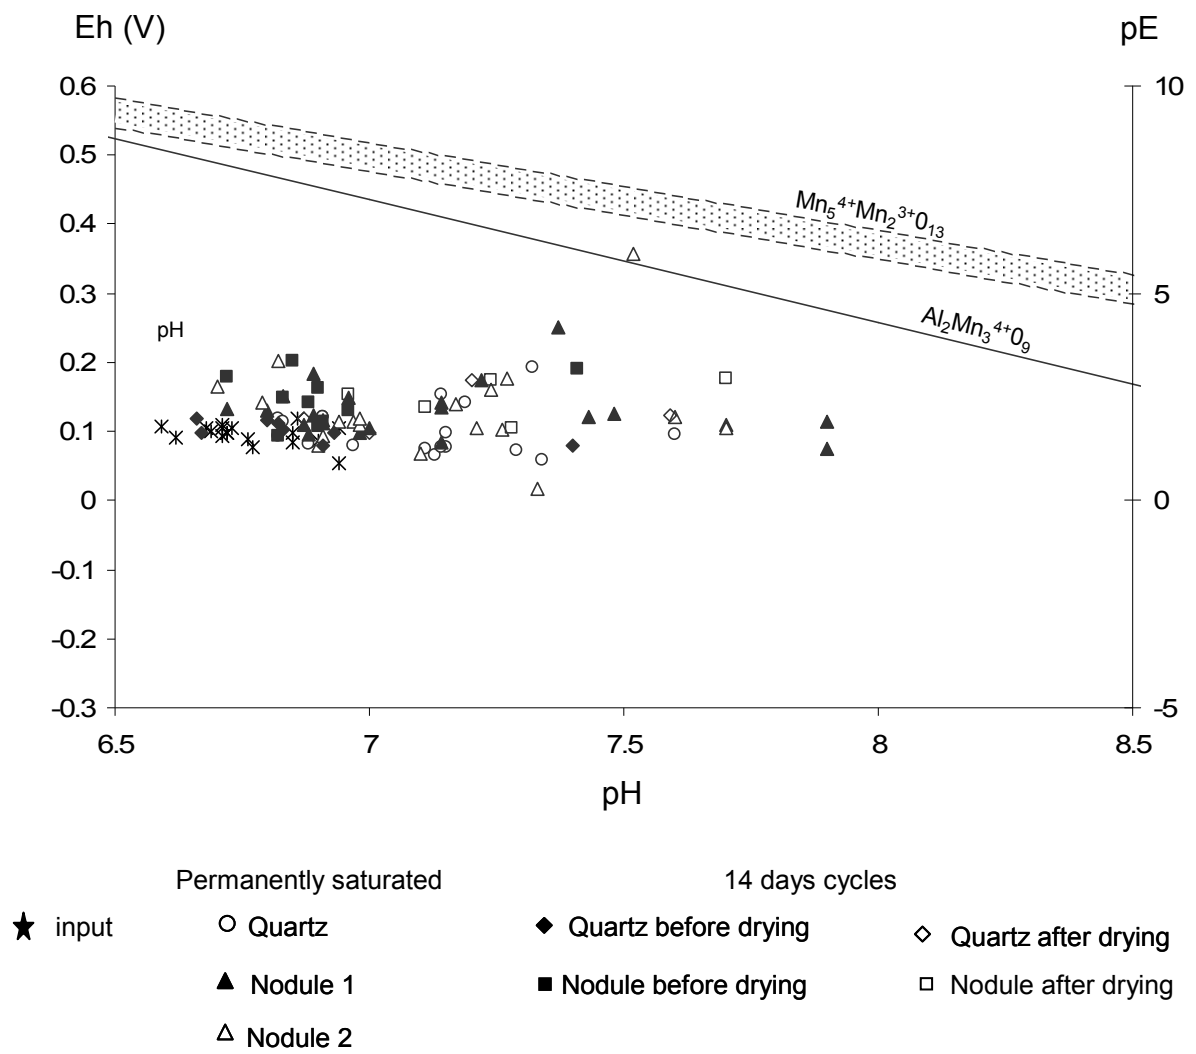 Eh (V) pE
0.6 10
0.5
Mn₅⁴⁺Mn₂³⁺0₁₃
0.4
0.3 5
Al₂Mn₃⁴⁺0₉
pH
0.2
0.1
0 0
-0.1
-0.2
-0.3 -5
6.5 7 7.5 8 8.5
pH
Permanently saturated 14 days cycles
input Quartz Quartz before drying Quartz after drying
Nodule 1 Nodule before drying Nodule after drying
Nodule 2